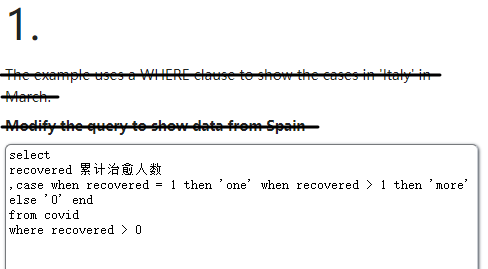 1.
The example uses a WHERE clause to show the cases in 'Italy' in
March.
Modify the query to show data from Spain
select
recovered 累计治愈人数
,case when recovered = 1 then 'one' when recovered > 1 then 'more'
else '0' end
from covid
where recovered > 0